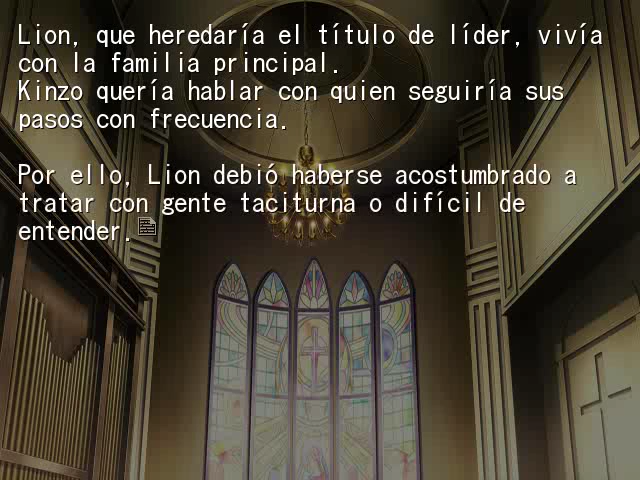 Lion, que heredaría el título de líder, vivía
con la familia principal.
Kinzo quería hablar con quien seguiría sus
pasos con frecuencia.
Por ello, Lion debió haberse acostumbrado a
tratar con gente taciturna o difícil de
entender.